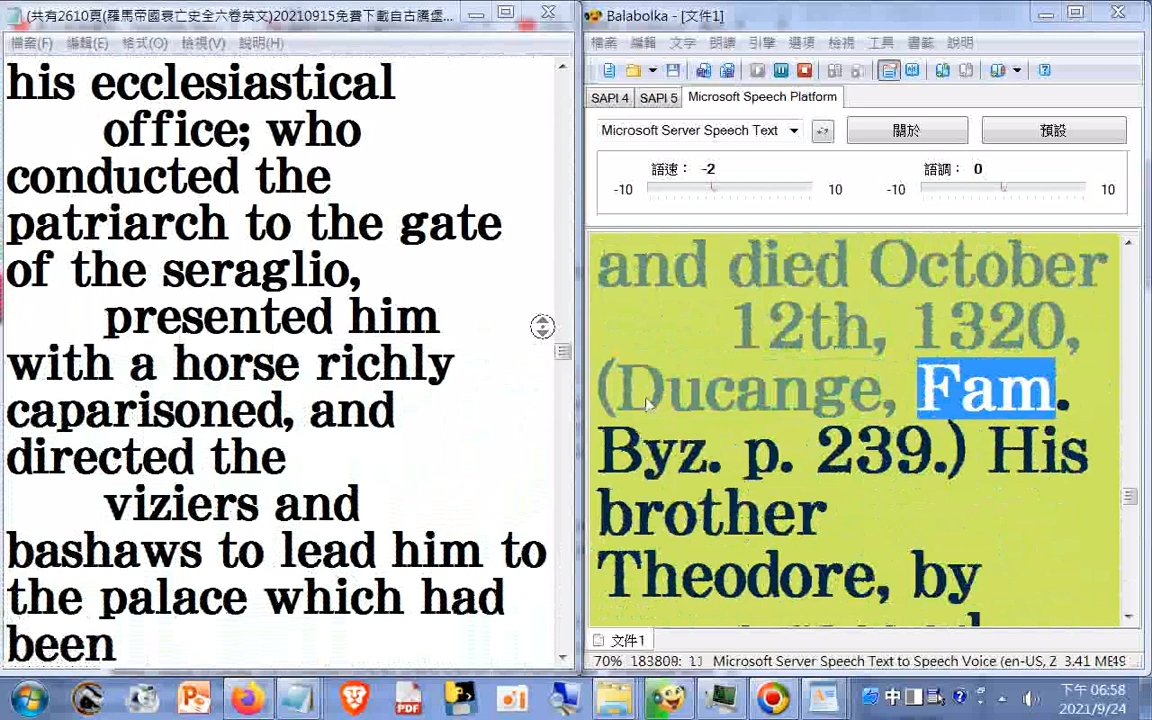 (共有2610頁(羅馬帝國衰亡史全六卷英文)20210915免費下載自古騰堡...
檔案(F) 編輯(E) 格式(O) 檢視(V) 說明(H)
his ecclesiastical
office; who
conducted the
patriarch to the gate
of the seraglio,
presented him
with a horse richly
caparisoned, and
directed the
viziers and
bashaws to lead him to
the palace which had
been
Balabolka - [文件1]
檔案 編輯 文字 朗讀 引擎 選項 檢視 工具 書籤 說明
SAPI 4 SAPI 5 Microsoft Speech Platform
Microsoft Server Speech Text 關於 預設
語速: -2 語調: 0
-10 10 -10 10
and died October
12th, 1320,
(Ducange, Fam.
Byz. p. 239.) His
brother
Theodore, by
文件1
70% Microsoft Server Speech Text to Speech Voice (en-US, Z
PDF
中
下午 06:58
2021/9/24